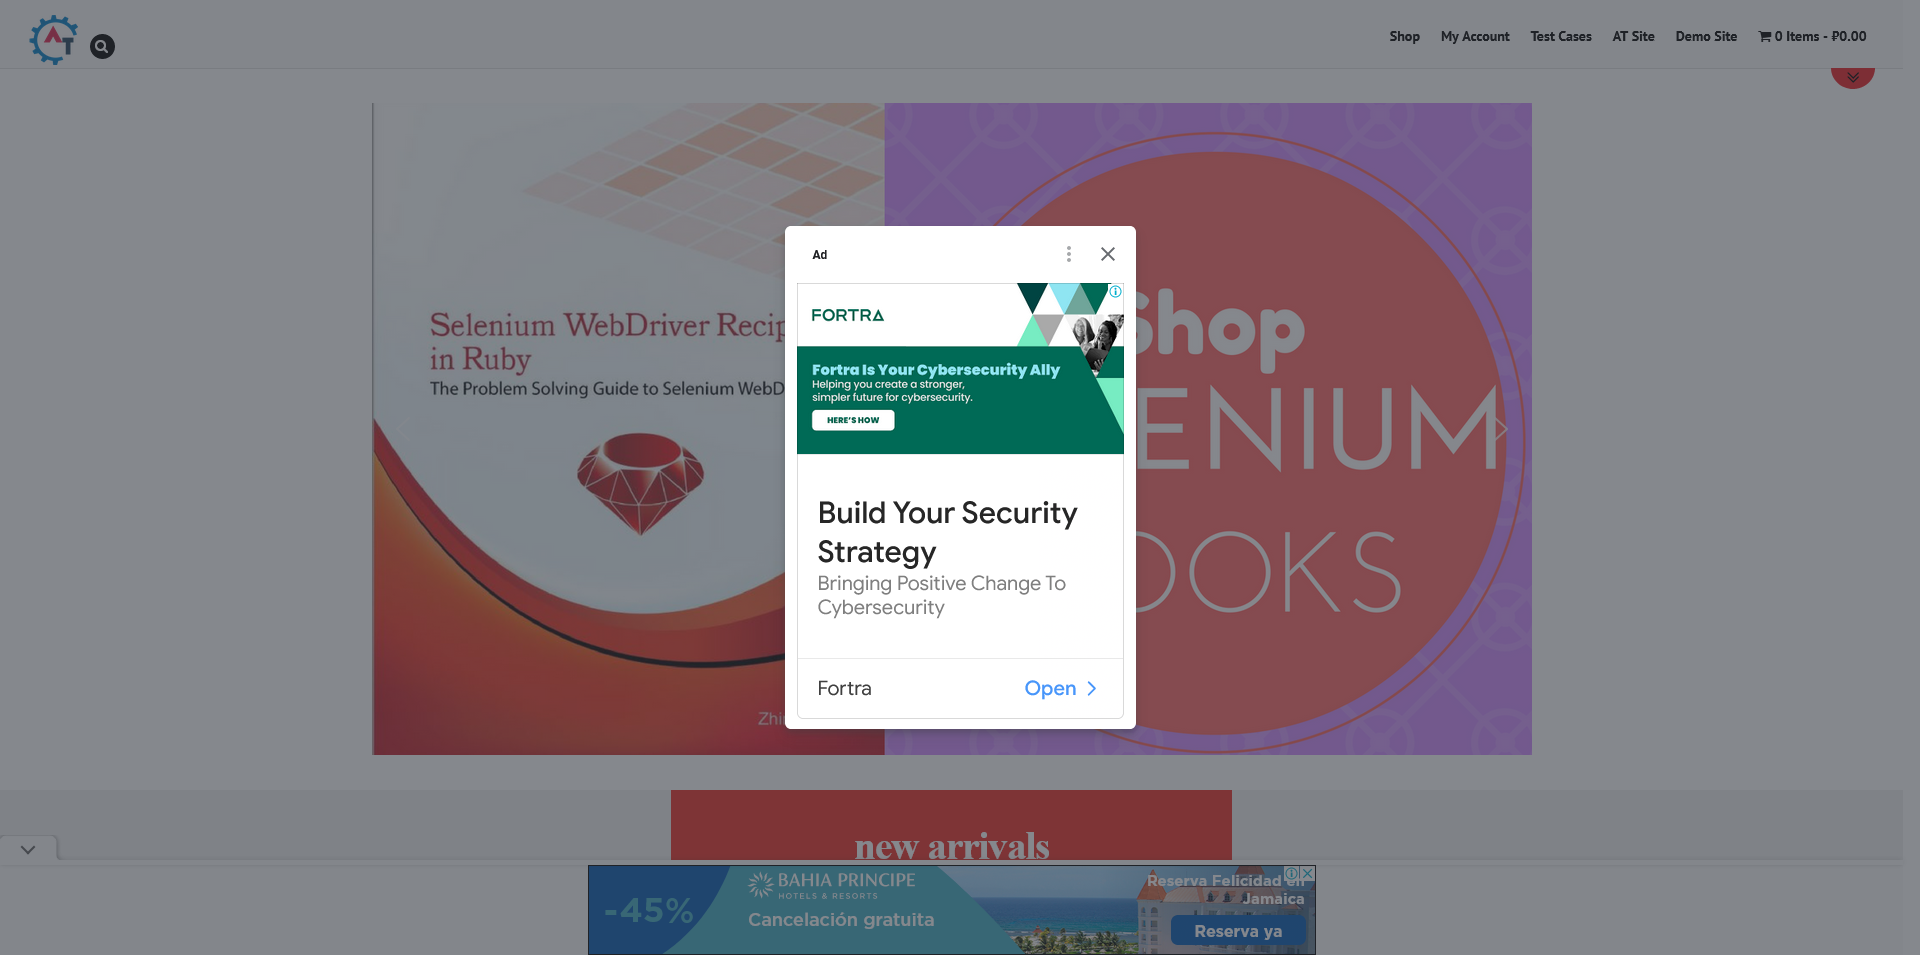 AT
Shop
My Account
Test Cases
AT Site
Demo Site
0 Items - ₽0.00
Selenium WebDriver Recip
in Ruby
The Problem Solving Guide to Selenium WebD
Shop
ENIUM
OOKS
Ad
FORTRA
Fortra Is Your Cybersecurity Ally
Helping you create a stronger,
simpler future for cybersecurity.
HERE'S HOW
Build Your Security
Strategy
Bringing Positive Change To
Cybersecurity
Fortra
Open
Zhi
new arrivals
-45%
BAHIA PRINCIPE
HOTELS & RESORTS
Cancelación gratuita
Reserva Felicidad en
Jamaica
Reserva ya